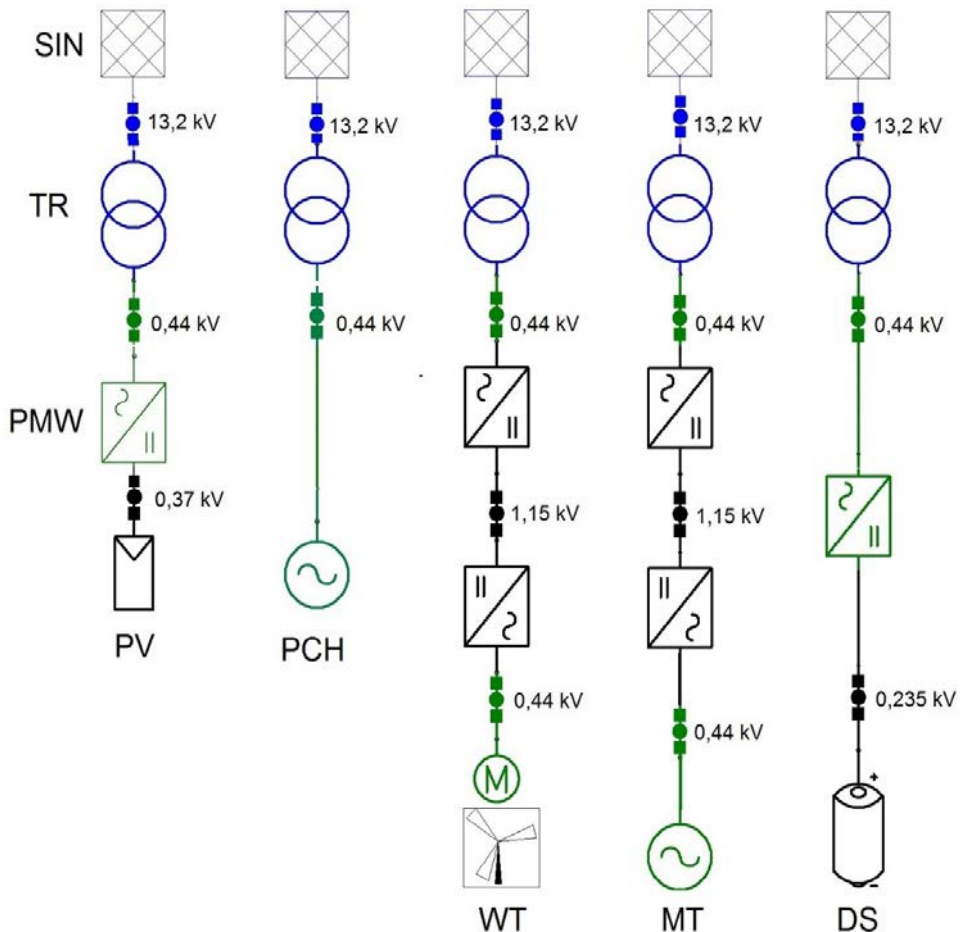 SIN
13,2 kV 13,2 kV 13,2 kV 13,2 kV 13,2 kV
TR
0,44 kV 0,44 kV 0,44 kV 0,44 kV 0,44 kV
PMW
0,37 kV 1,15 kV 1,15 kV
PV PCH
0,44 kV 0,44 kV 0,235 kV
M
+
-
WT MT DS